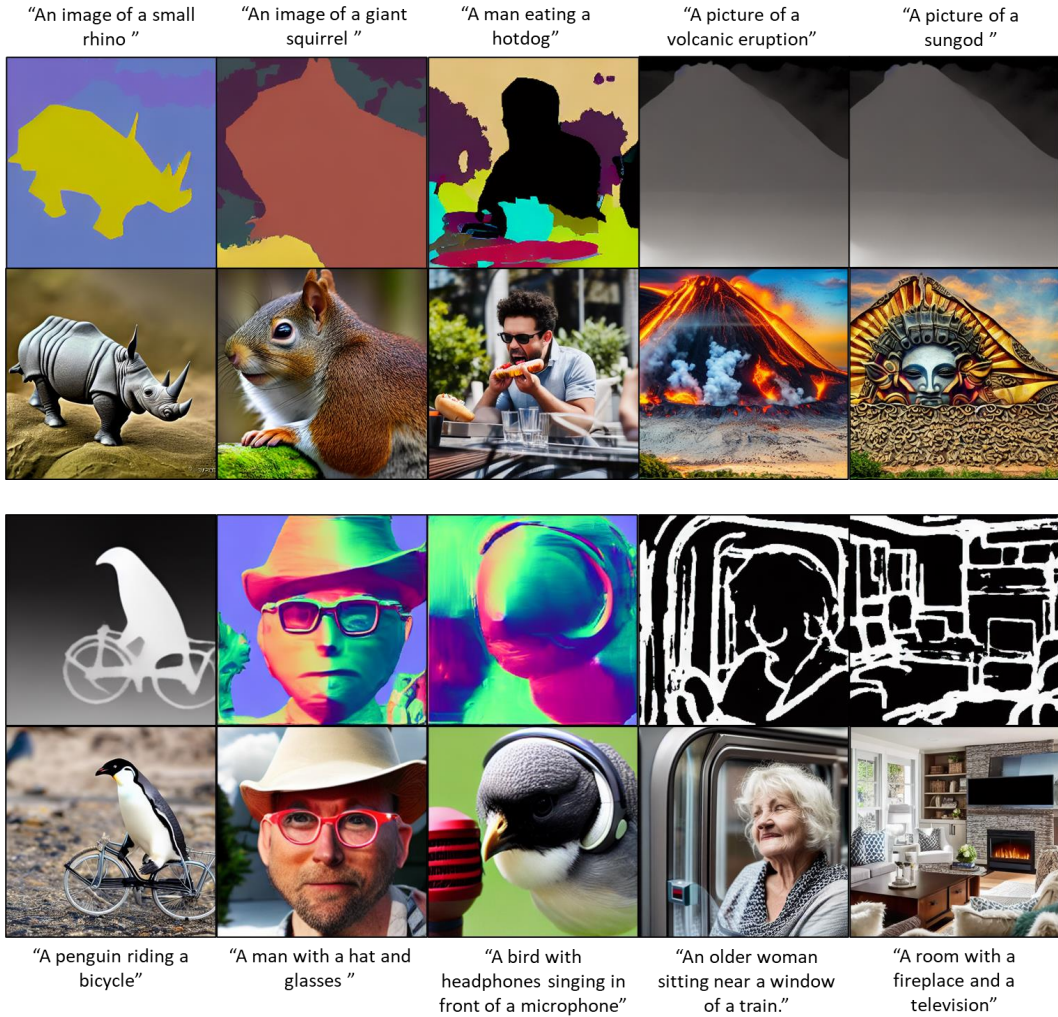 “An image of a small
rhino ”
“An image of a giant
squirrel ”
“A man eating a
hotdog”
“A picture of a
volcanic eruption”
“A picture of a
sungod ”
“A penguin riding a
bicycle”
“A man with a hat and
glasses ”
“A bird with
headphones singing in
front of a microphone”
“An older woman
sitting near a window
of a train.”
“A room with a
fireplace and a
television”